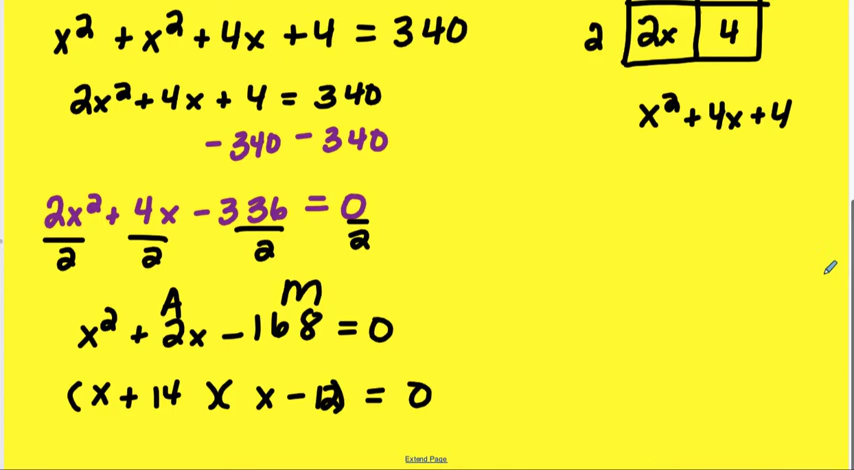 x² + x² + 4x + 4 = 340
2x² + 4x + 4 = 340
- 340 - 340
2x² + 4x - 336 = 0
2 2 2 2
A M
x² + 2x - 168 = 0
(x + 14)(x - 12) = 0
2 2x 4
x² + 4x + 4
Extend Page